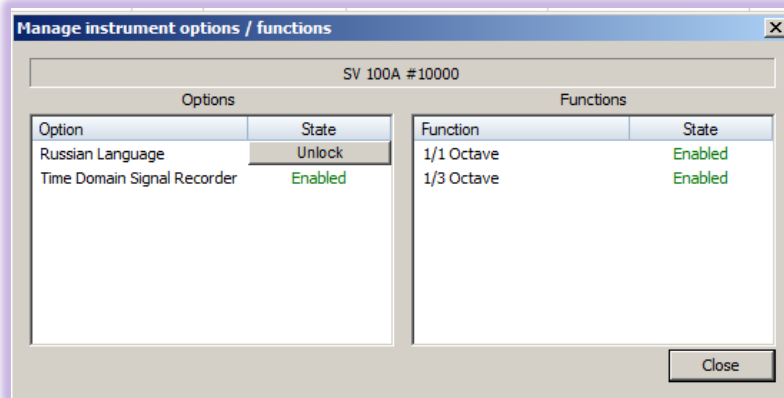 Manage instrument options / functions
SV 100A #10000
Options
Functions
Option State
Russian Language Unlock
Time Domain Signal Recorder Enabled
Function State
1/1 Octave Enabled
1/3 Octave Enabled
Close